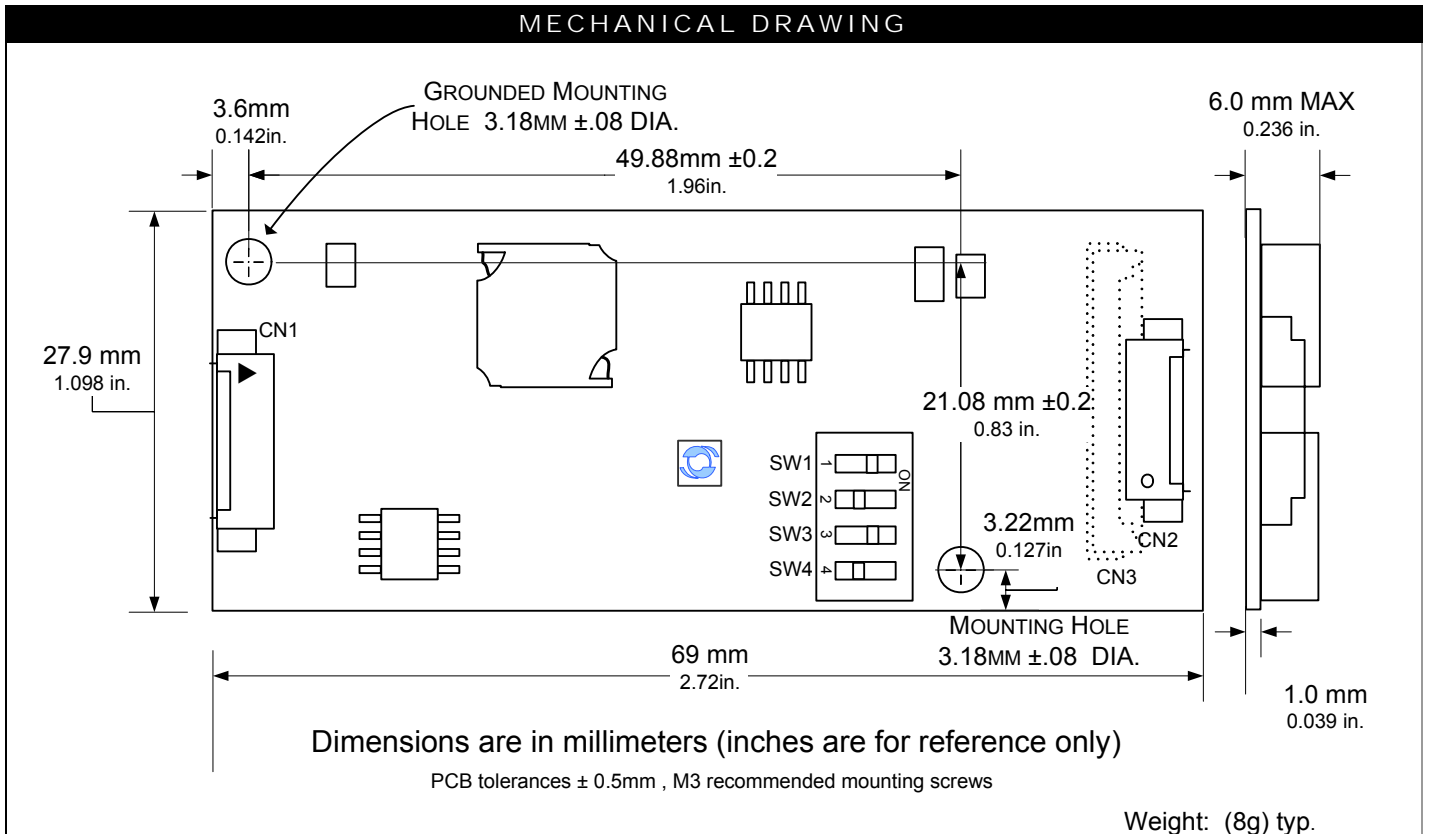 MECHANICAL DRAWING
3.6mm
0.142in.
GROUNDED MOUNTING
HOLE 3.18MM ±.08 DIA.
49.88mm ±0.2
1.96in.
6.0 mm MAX
0.236 in.
27.9 mm
1.098 in.
CN1
21.08 mm ±0.2
0.83 in.
SW1 1
ON
SW2 2
SW3 3
SW4 4
3.22mm
0.127in
CN2
CN3
MOUNTING HOLE
3.18MM ±.08 DIA.
69 mm
2.72in.
1.0 mm
0.039 in.
Dimensions are in millimeters (inches are for reference only)
PCB tolerances ± 0.5mm , M3 recommended mounting screws
Weight: (8g) typ.